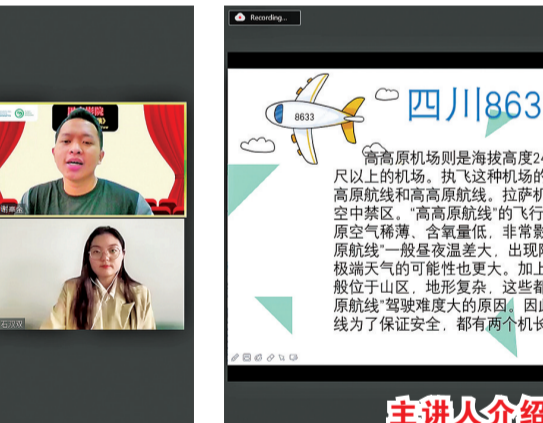 Recording...
8633
四川863
高高原机场则是海拔高度24
尺以上的机场。执飞这种机场的
高原航线和高高原航线。拉萨机
空中禁区。“高高原航线”的飞行
原空气稀薄、含氧量低，非常影
原航线”一般昼夜温差大，出现阵
极端天气的可能性也更大。加上
般位于山区，地形复杂，这些都
原航线”驾驶难度大的原因。因此
线为了保证安全，都有两个机长
主讲人介绍